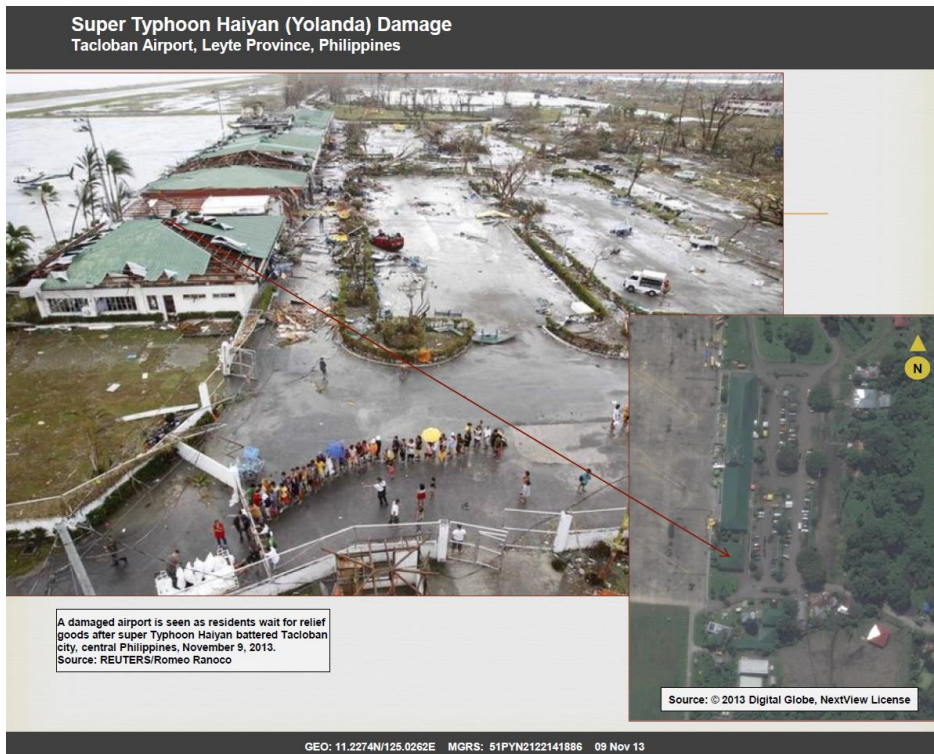 Super Typhoon Haiyan (Yolanda) Damage
Tacloban Airport, Leyte Province, Philippines
N
A damaged airport is seen as residents wait for relief
goods after super Typhoon Haiyan battered Tacloban
city, central Philippines, November 9, 2013.
Source: REUTERS/Romeo Ranoco
Source: © 2013 Digital Globe, NextView License
GEO: 11.2274N/125.0262E MGRS: 51PYN2122141886 09 Nov 13